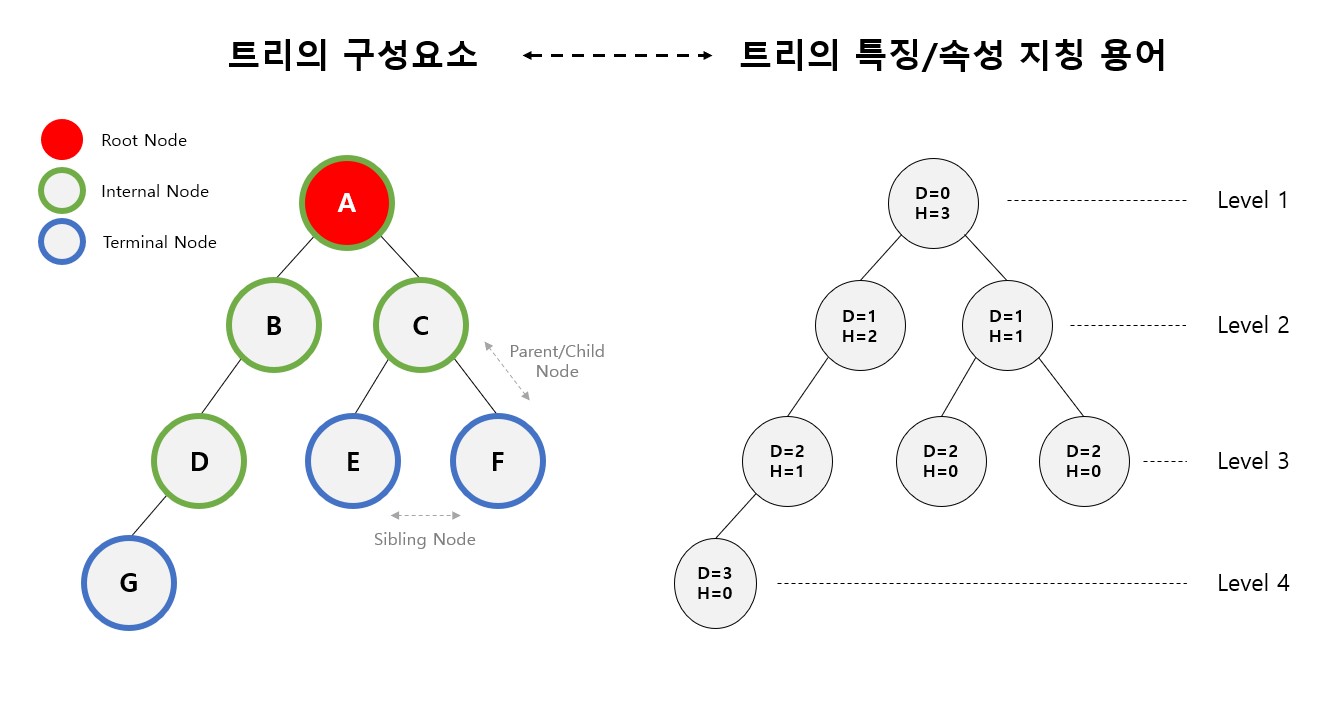 트리의 구성요소
트리의 특징/속성 지칭 용어
Root Node
Internal Node
Terminal Node
A
B
C
Parent/Child
Node
D
E
F
Sibling Node
G
D=0
H=3
Level 1
D=1
H=2
D=1
H=1
Level 2
D=2
H=1
D=2
H=0
D=2
H=0
Level 3
D=3
H=0
Level 4